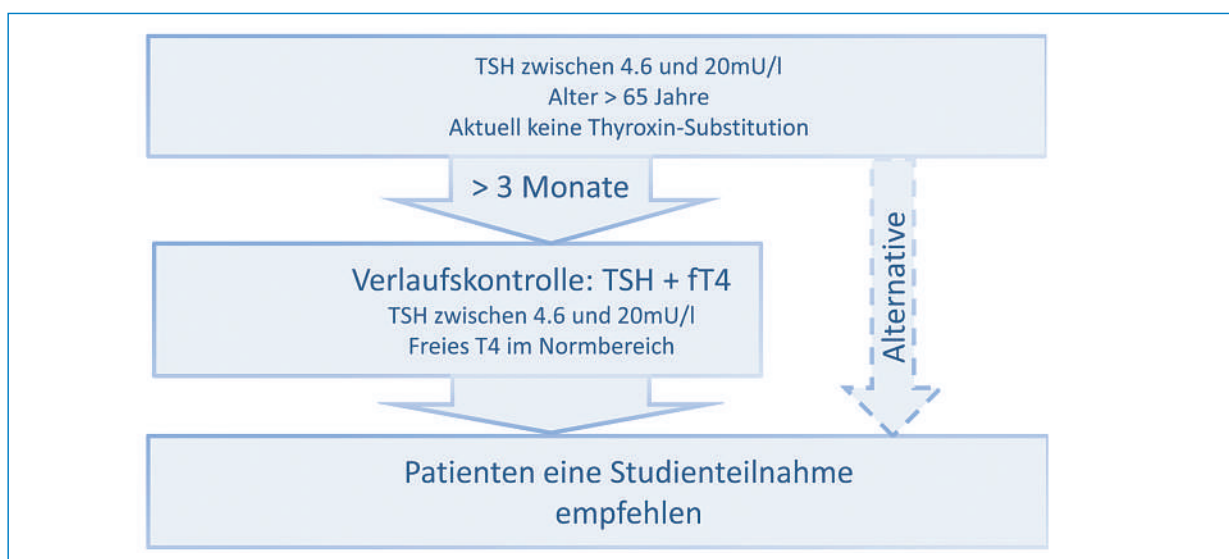 TSH zwischen 4.6 und 20mU/l
Alter > 65 Jahre
Aktuell keine Thyroxin-Substitution
> 3 Monate
Alternative
Verlaufskontrolle: TSH + fT4
TSH zwischen 4.6 und 20mU/l
Freies T4 im Normbereich
Patienten eine Studienteilnahme
empfehlen